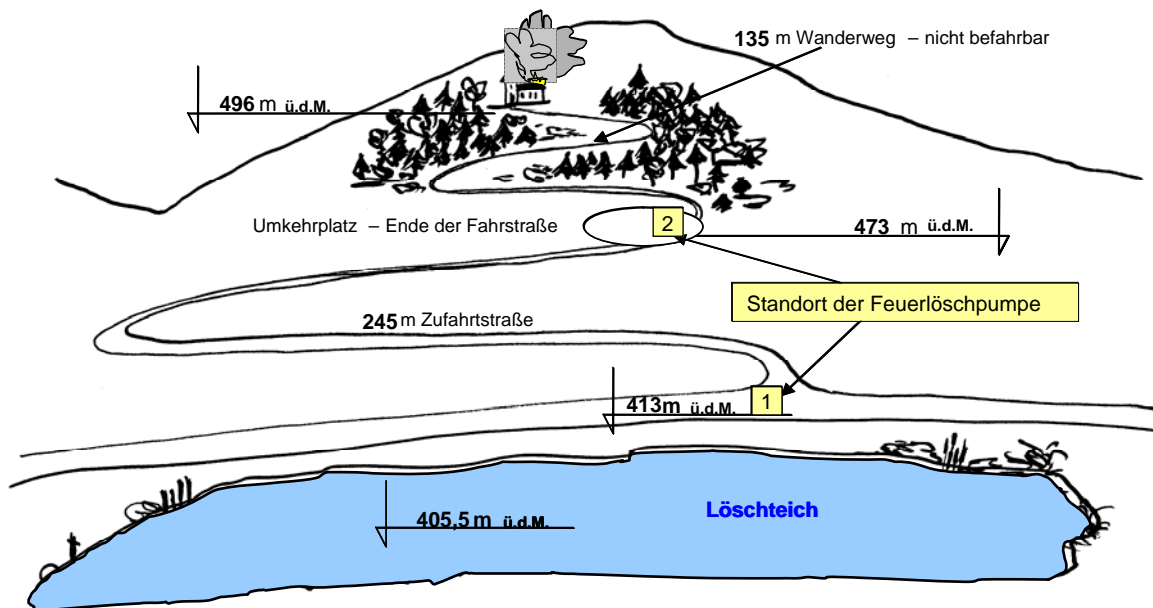 135 m Wanderweg – nicht befahrbar
496 m ü.d.M.
Umkehrplatz – Ende der Fahrstraße
2
473 m ü.d.M.
Standort der Feuerlöschpumpe
245 m Zufahrtstraße
413m ü.d.M.
1
405,5 m ü.d.M.
Löschteich